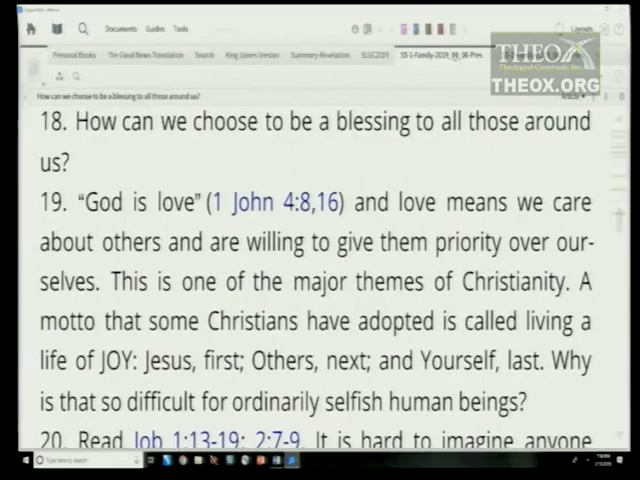 Documents Guides Tools Layouts
Personal Books The Good News Translation Search King James Version Summary-Revelation SLGC2019
THEOX
THEOX.ORG
How can we choose to be a blessing to all those around us?
18. How can we choose to be a blessing to all those around
us?
19. “God is love” (1 John 4:8,16) and love means we care
about others and are willing to give them priority over our-
selves. This is one of the major themes of Christianity. A
motto that some Christians have adopted is called living a
life of JOY: Jesus, first; Others, next; and Yourself, last. Why
is that so difficult for ordinarily selfish human beings?
20. Read Job 1:13-19; 2:7-9. It is hard to imagine anyone